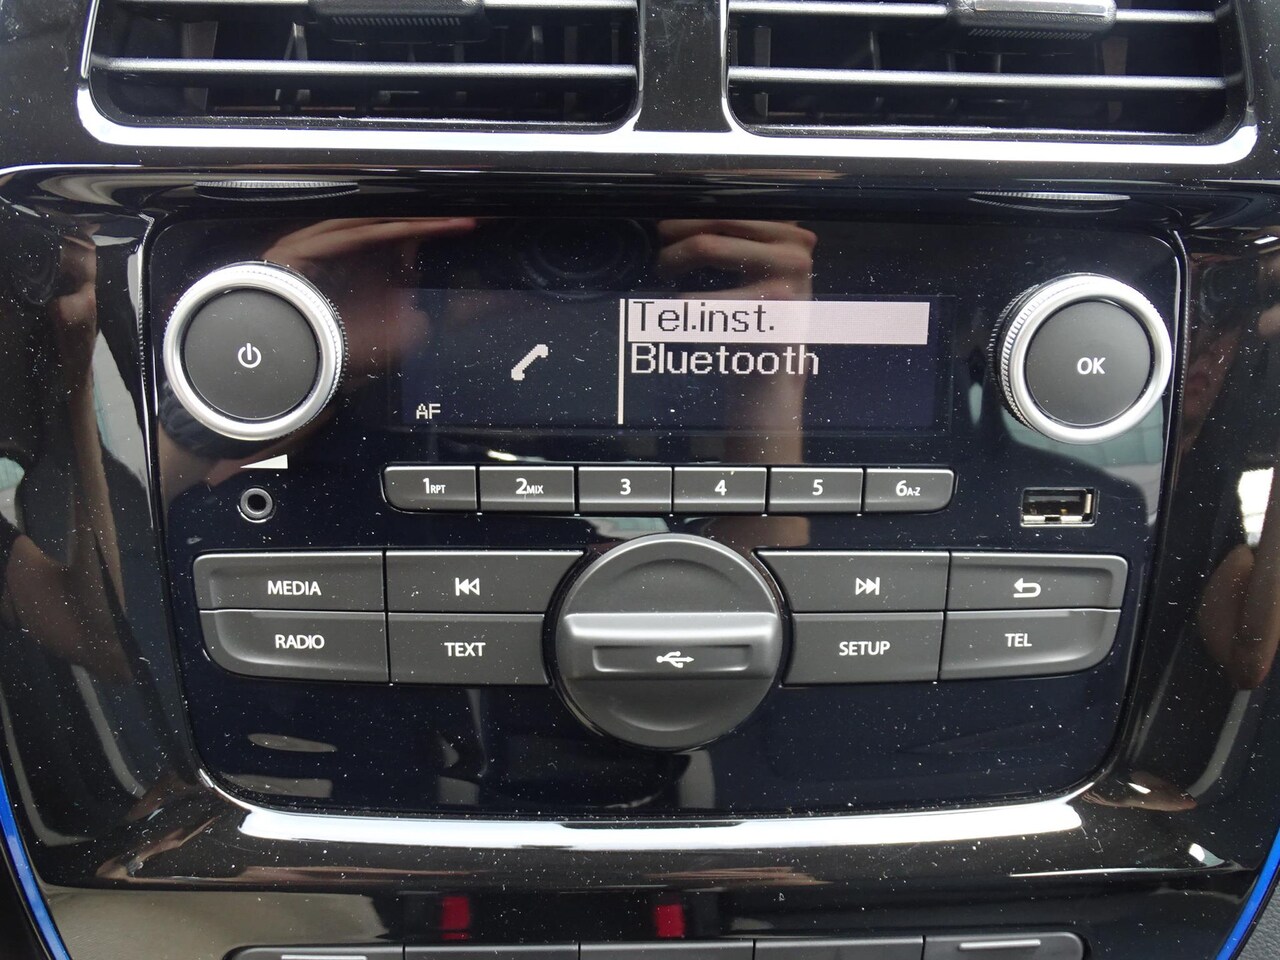 Tel.inst.
Bluetooth
AF
OK
1RPT
2MIX
3
4
5
6A-Z
MEDIA
RADIO
TEXT
SETUP
TEL